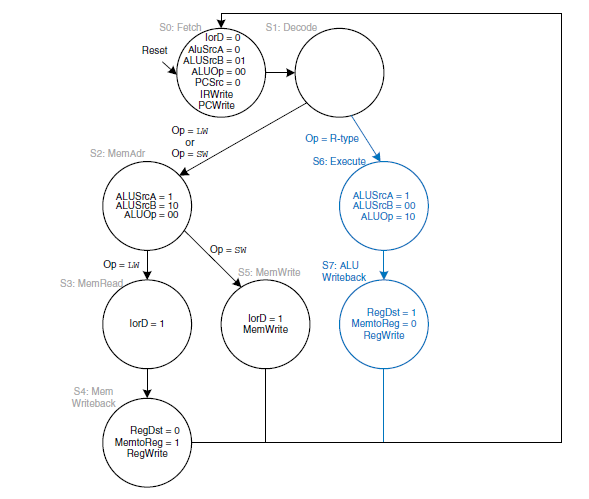 S0: Fetch
IorD = 0
AluSrcA = 0
ALUSrcB = 01
ALUOp = 00
PCSrc = 0
IRWrite
PCWrite
Reset
S1: Decode
Op = LW
or
Op = SW
Op = R-type
S2: MemAdr
ALUSrcA = 1
ALUSrcB = 10
ALUOp = 00
S6: Execute
ALUSrcA = 1
ALUSrcB = 00
ALUOp = 10
Op = LW
Op = SW
S3: MemRead
IorD = 1
S5: MemWrite
IorD = 1
MemWrite
S7: ALU
Writeback
RegDst = 1
MemtoReg = 0
RegWrite
S4: Mem
Writeback
RegDst = 0
MemtoReg = 1
RegWrite